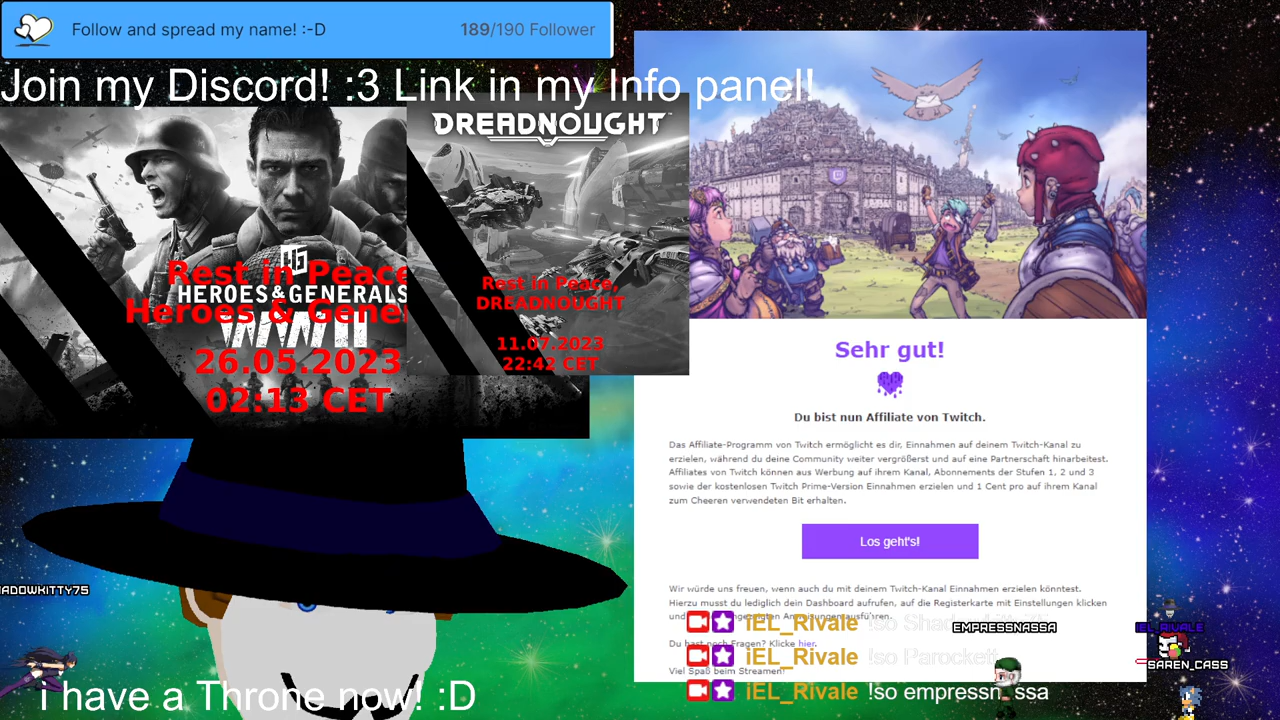 Follow and spread my name! :-D
189/190 Follower
Join my Discord! :3 Link in my Info panel!
DREADNOUGHT
Rest in Peace,
DREADNOUGHT
11.07.2023
22:42 CET
HEROES & GENERALS
WWII
Rest in Peace
Heroes & Gene
26.05.2023
02:13 CET
Sehr gut!
Du bist nun Affiliate von Twitch.
Das Affiliate-Programm von Twitch ermöglicht es dir, Einnahmen auf deinem Twitch-Kanal zu
erzielen, während du deine Community weiter vergrößerst und auf eine Partnerschaft hinarbeitest.
Affiliates von Twitch können aus Werbung auf ihrem Kanal, Abonnements der Stufen 1, 2 und 3
sowie der kostenlosen Twitch Prime-Version Einnahmen erzielen und 1 Cent pro auf ihrem Kanal
zum Cheeren verwendeten Bit erhalten.
Los geht's!
Wir würde uns freuen, wenn auch du mit deinem Twitch-Kanal Einnahmen erzielen könntest.
Hierzu musst du lediglich dein Dashboard aufrufen, auf die Registerkarte mit Einstellungen klicken
Du hast noch Fragen? Klicke hier.
Viel Spaß beim Streamen!
iEL_Rivale !so
iEL_Rivale !so Parockett
iEL_Rivale !so empressn ssa
ADOWKITTY75
EMPRESSNASSA
IEL_RIVALE
SAREN_CASS
i have a Throne now! :D